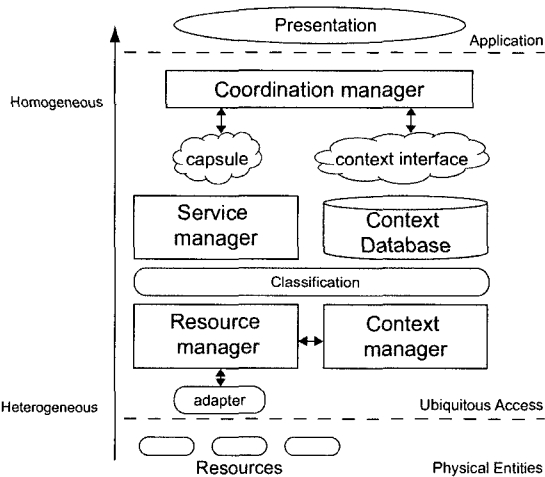 Presentation
Application
Homogeneous
Coordination manager
capsule
context interface
Service
manager
Context
Database
Classification
Resource
manager
Context
manager
adapter
Heterogeneous
Ubiquitous Access
Resources
Physical Entities